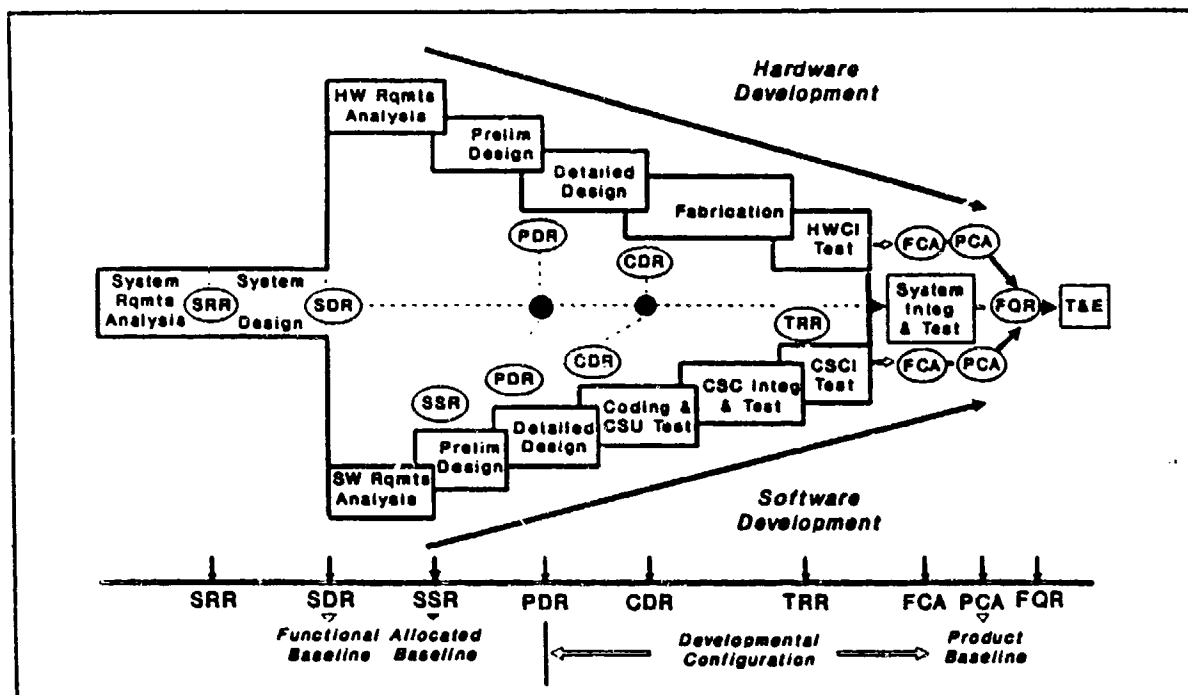 Hardware
Development
HW Rqmts
Analysis
Prelim
Design
Detailed
Design
Fabrication
HWCI
Test
PDR
CDR
FCA
PCA
System
Rqmts
Analysis
SRR
System
Design
SDR
System
Integ
& Test
FQR
T&E
TRR
CSCI
Test
FCA
PCA
CDR
PDR
SSR
CSC Integ
& Test
Coding &
CSU Test
Detailed
Design
Prelim
Design
SW Rqmts
Analysis
Software
Development
SRR SDR SSR PDR CDR TRR FCA PCA FQR
Functional Allocated Developmental Product
Baseline Baseline Configuration Baseline